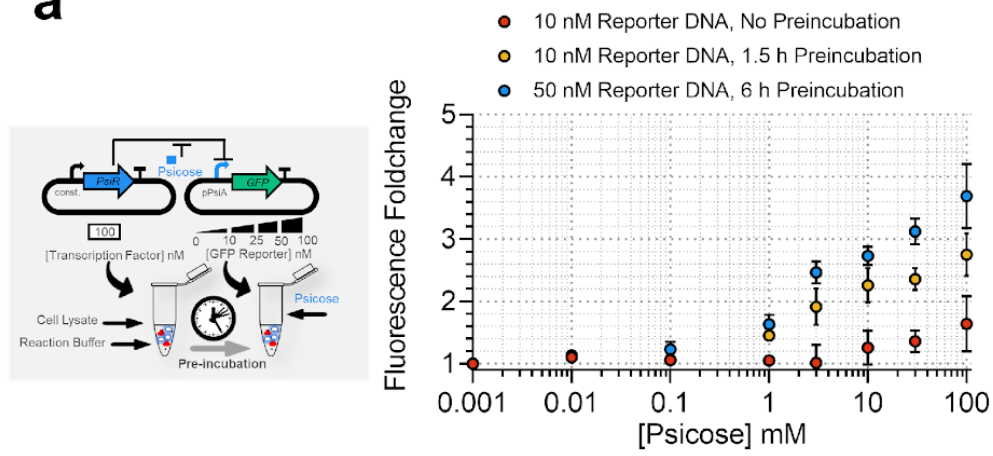 a
10 nM Reporter DNA, No Preincubation
10 nM Reporter DNA, 1.5 h Preincubation
50 nM Reporter DNA, 6 h Preincubation
const.
PsiR
Psicose
pPsiA
GFP
100
0 10 25 50 100
[Transcription Factor] nM
[GFP Reporter] nM
Psicose
Cell Lysate
Reaction Buffer
Pre-incubation
Fluorescence Foldchange
5
4
3
2
1
0.001 0.01 0.1 1 10 100
[Psicose] mM